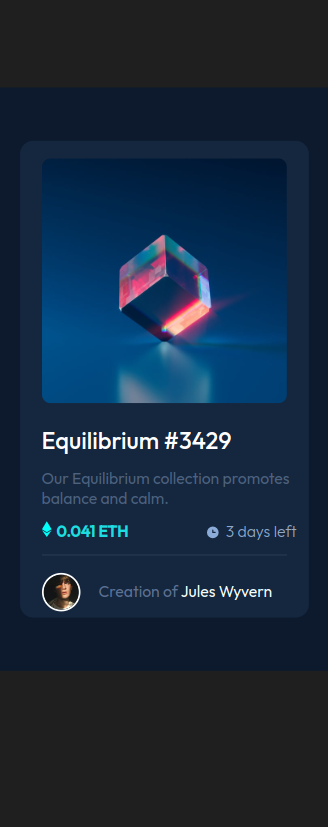 Equilibrium #3429
Our Equilibrium collection promotes
balance and calm.
0.041 ETH 3 days left
Creation of Jules Wyvern